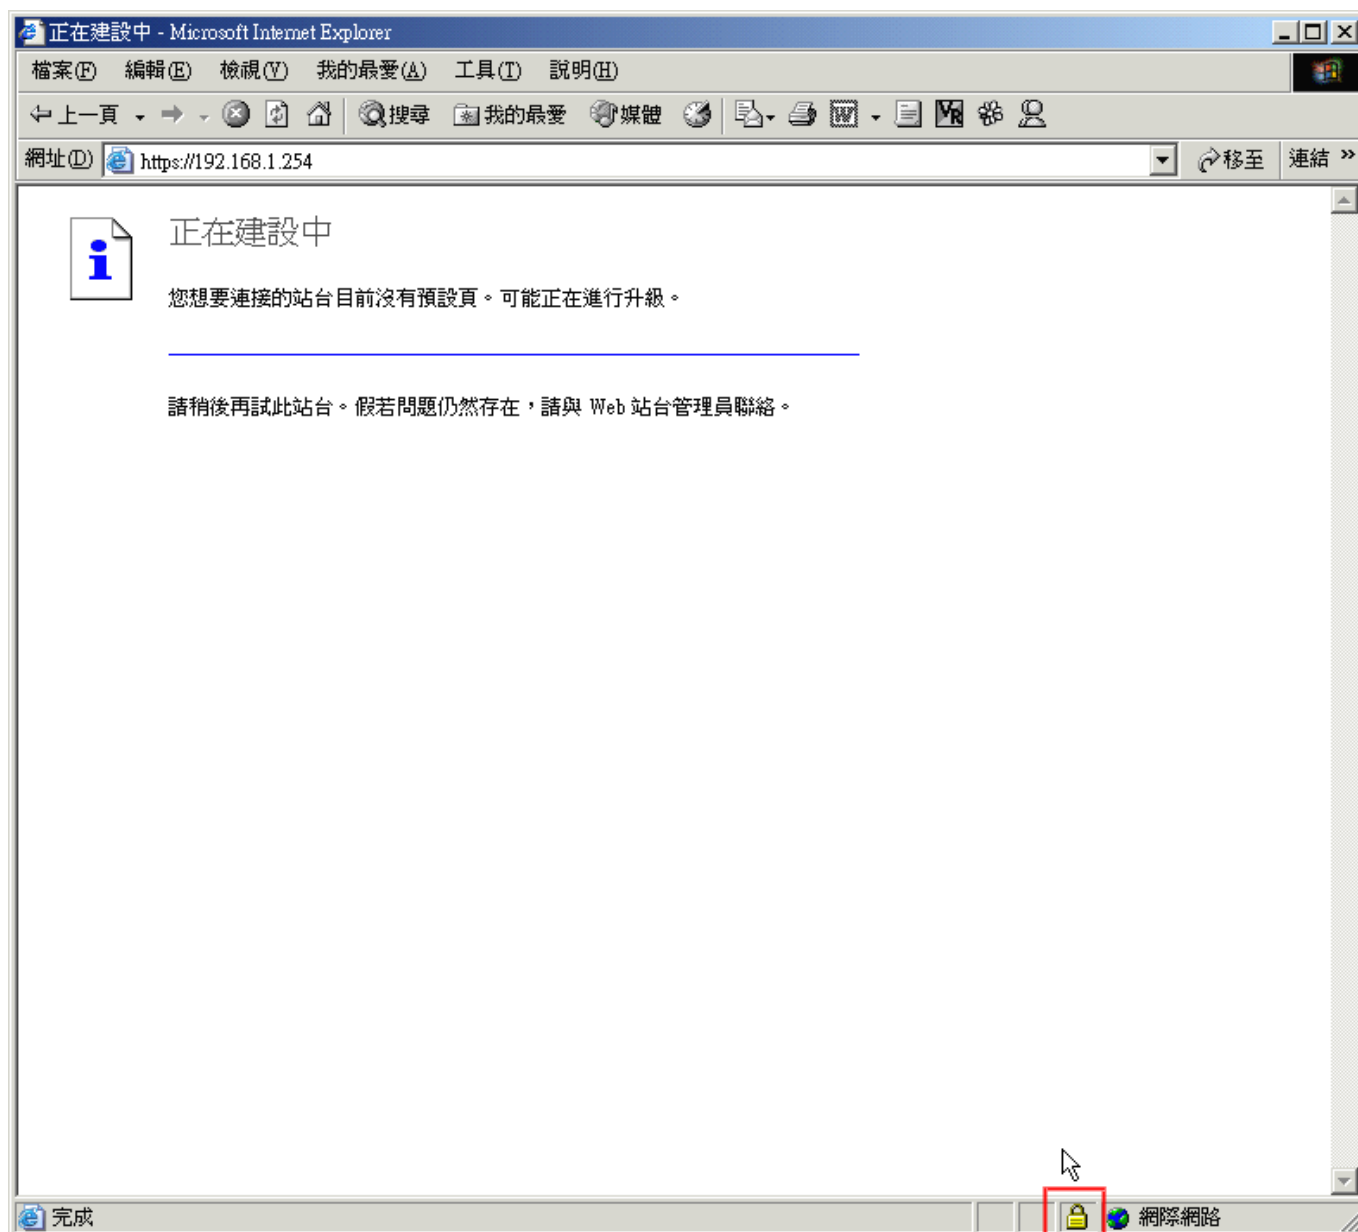 正在建設中 - Microsoft Internet Explorer
檔案(F) 編輯(E) 檢視(V) 我的最愛(A) 工具(T) 說明(H)
上一頁 搜尋 我的最愛 媒體
網址(D) https://192.168.1.254 移至 連結 »
正在建設中
您想要連接的站台目前沒有預設頁。可能正在進行升級。
請稍後再試此站台。假若問題仍然存在，請與 Web 站台管理員聯絡。
完成 網際網路